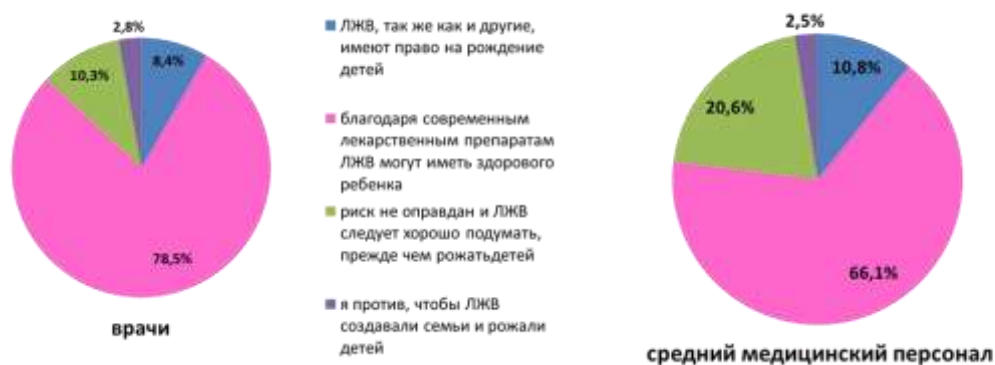 2,8%
8,4%
10,3%
78,5%
врачи
ЛЖВ, так же как и другие,
имеют право на рождение
детей
благодаря современным
лекарственным препаратам
ЛЖВ могут иметь здорового
ребенка
риск не оправдан и ЛЖВ
следует хорошо подумать,
прежде чем рожатьдетей
я против, чтобы ЛЖВ
создавали семьи и рожали
детей
2,5%
10,8%
20,6%
66,1%
средний медицинский персонал